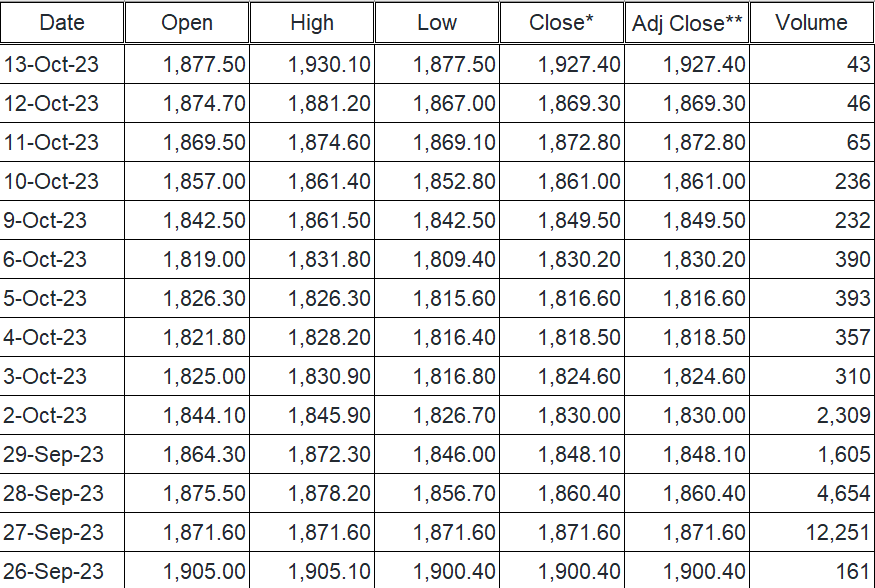 Date Open High Low Close* Adj Close** Volume
13-Oct-23 1,877.50 1,930.10 1,877.50 1,927.40 1,927.40 43
12-Oct-23 1,874.70 1,881.20 1,867.00 1,869.30 1,869.30 46
11-Oct-23 1,869.50 1,874.60 1,869.10 1,872.80 1,872.80 65
10-Oct-23 1,857.00 1,861.40 1,852.80 1,861.00 1,861.00 236
9-Oct-23 1,842.50 1,861.50 1,842.50 1,849.50 1,849.50 232
6-Oct-23 1,819.00 1,831.80 1,809.40 1,830.20 1,830.20 390
5-Oct-23 1,826.30 1,826.30 1,815.60 1,816.60 1,816.60 393
4-Oct-23 1,821.80 1,828.20 1,816.40 1,818.50 1,818.50 357
3-Oct-23 1,825.00 1,830.90 1,816.80 1,824.60 1,824.60 310
2-Oct-23 1,844.10 1,845.90 1,826.70 1,830.00 1,830.00 2,309
29-Sep-23 1,864.30 1,872.30 1,846.00 1,848.10 1,848.10 1,605
28-Sep-23 1,875.50 1,878.20 1,856.70 1,860.40 1,860.40 4,654
27-Sep-23 1,871.60 1,871.60 1,871.60 1,871.60 1,871.60 12,251
26-Sep-23 1,905.00 1,905.10 1,900.40 1,900.40 1,900.40 161